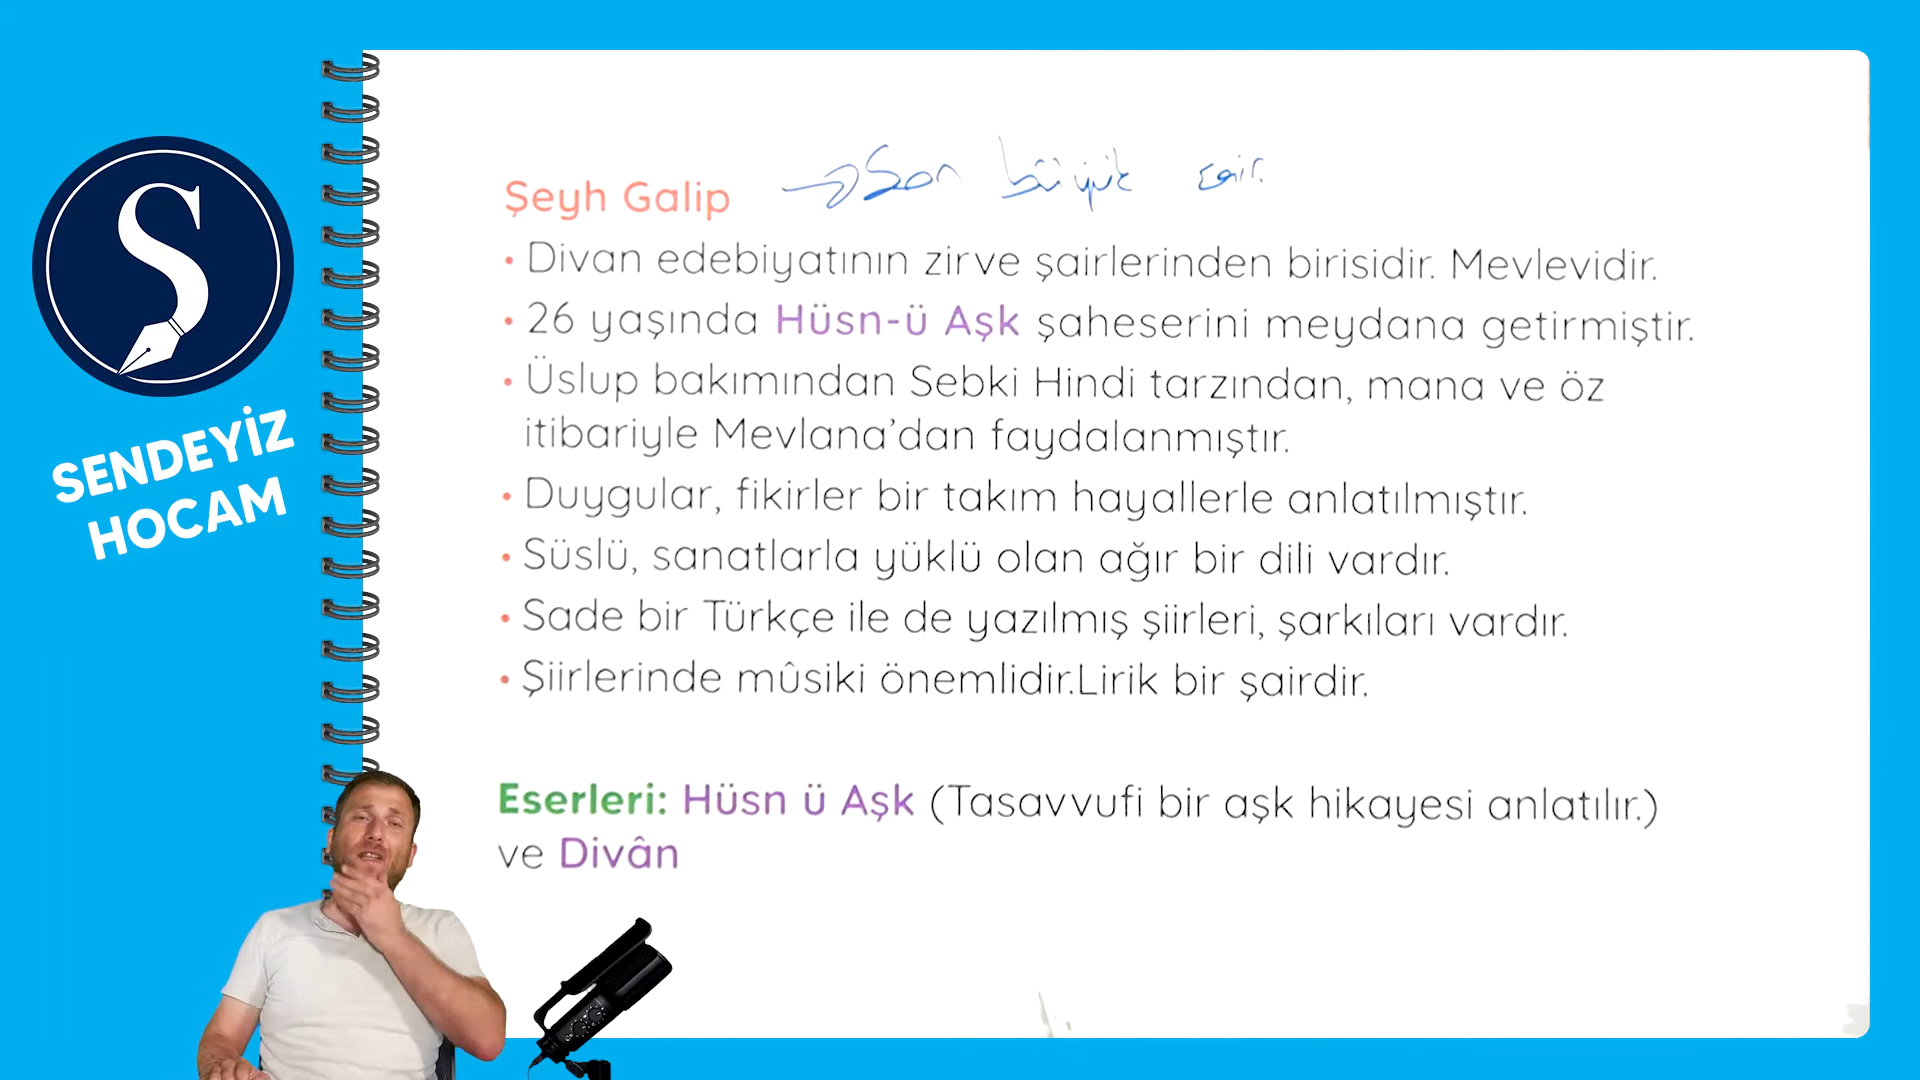 Şeyh Galip → Son büyük şair.
• Divan edebiyatının zirve şairlerinden birisidir. Mevlevidir.
• 26 yaşında Hüsn-ü Aşk şaheserini meydana getirmiştir.
• Üslup bakımından Sebki Hindi tarzından, mana ve öz
itibariyle Mevlana’dan faydalanmıştır.
• Duygular, fikirler bir takım hayallerle anlatılmıştır.
• Süslü, sanatlarla yüklü olan ağır bir dili vardır.
• Sade bir Türkçe ile de yazılmış şiirleri, şarkıları vardır.
• Şiirlerinde mûsiki önemlidir.Lirik bir şairdir.
Eserleri: Hüsn ü Aşk (Tasavvufi bir aşk hikayesi anlatılır.)
ve Divân
S
SENDEYİZ
HOCAM